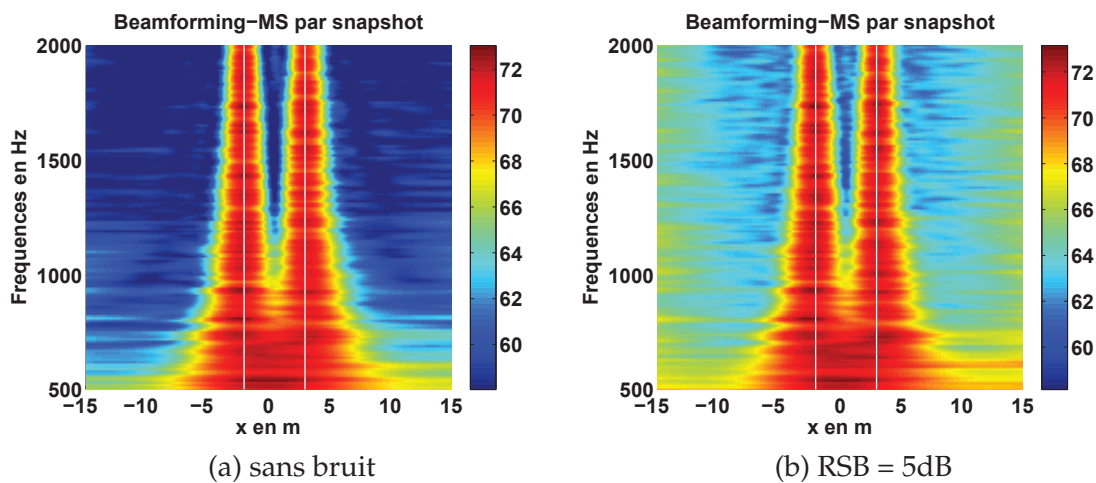 Beamforming−MS par snapshot
2000
1500
1000
500
Frequences en Hz
−15 −10 −5 0 5 10 15
x en m
72
70
68
66
64
62
60
(a) sans bruit
Beamforming−MS par snapshot
2000
1500
1000
500
Frequences en Hz
−15 −10 −5 0 5 10 15
x en m
72
70
68
66
64
62
60
(b) RSB = 5dB